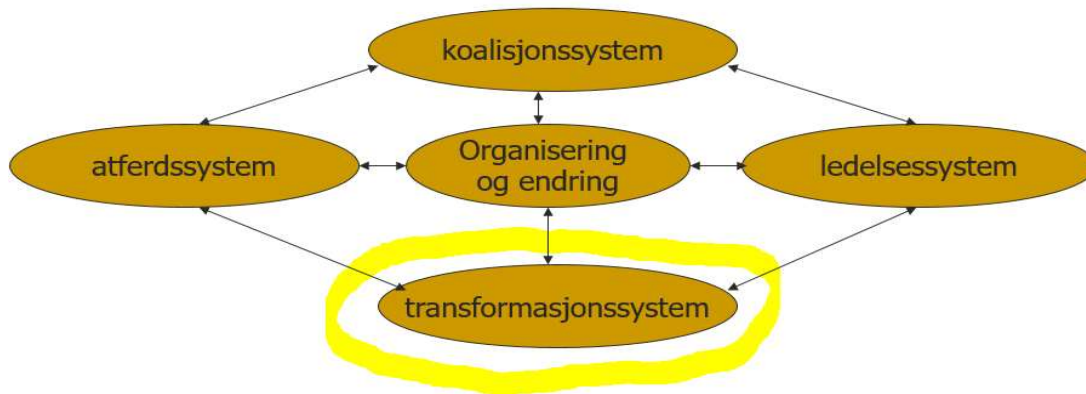 koalisjonssystem
atferdssystem
Organisering
og endring
ledelsessystem
transformasjonssystem